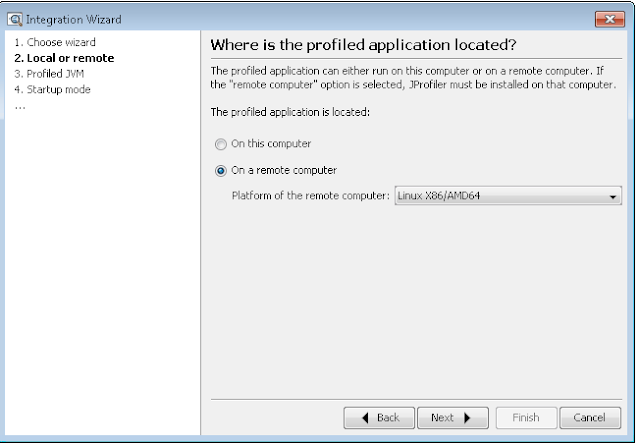 Integration Wizard
1. Choose wizard
2. Local or remote
3. Profiled JVM
4. Startup mode
...
Where is the profiled application located?
The profiled application can either run on this computer or on a remote computer. If
the "remote computer" option is selected, JProfiler must be installed on that computer.
The profiled application is located:
On this computer
On a remote computer
Platform of the remote computer: Linux X86/AMD64
Back Next Finish Cancel